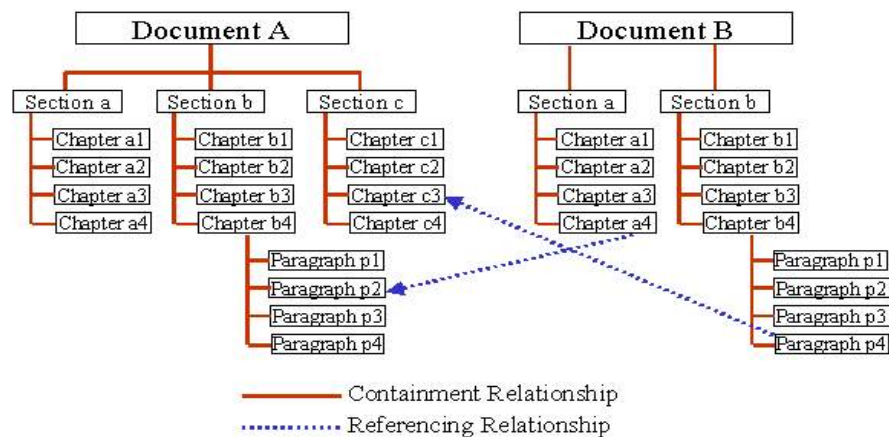 Document A
Document B
Section a
Section b
Section c
Section a
Section b
Chapter a1
Chapter b1
Chapter c1
Chapter a1
Chapter b1
Chapter a2
Chapter b2
Chapter c2
Chapter a2
Chapter b2
Chapter a3
Chapter b3
Chapter c3
Chapter a3
Chapter b3
Chapter a4
Chapter b4
Chapter c4
Chapter a4
Chapter b4
Paragraph p1
Paragraph p1
Paragraph p2
Paragraph p2
Paragraph p3
Paragraph p3
Paragraph p4
Paragraph p4
Containment Relationship
Referencing Relationship